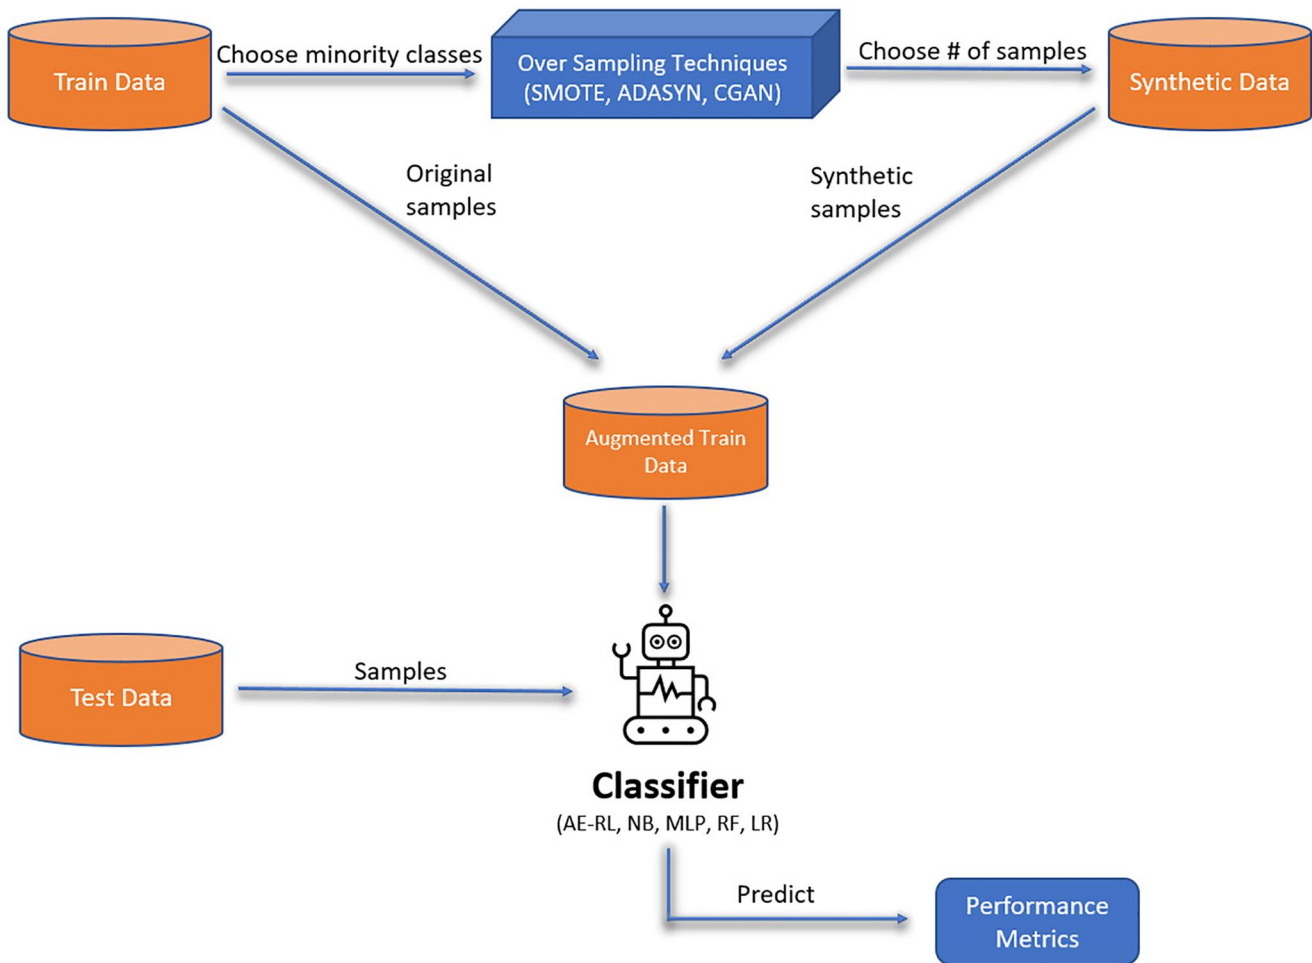 Train Data
Choose minority classes
Over Sampling Techniques
(SMOTE, ADASYN, CGAN)
Choose # of samples
Synthetic Data
Original
samples
Synthetic
samples
Augmented Train
Data
Test Data
Samples
Classifier
(AE-RL, NB, MLP, RF, LR)
Predict
Performance
Metrics